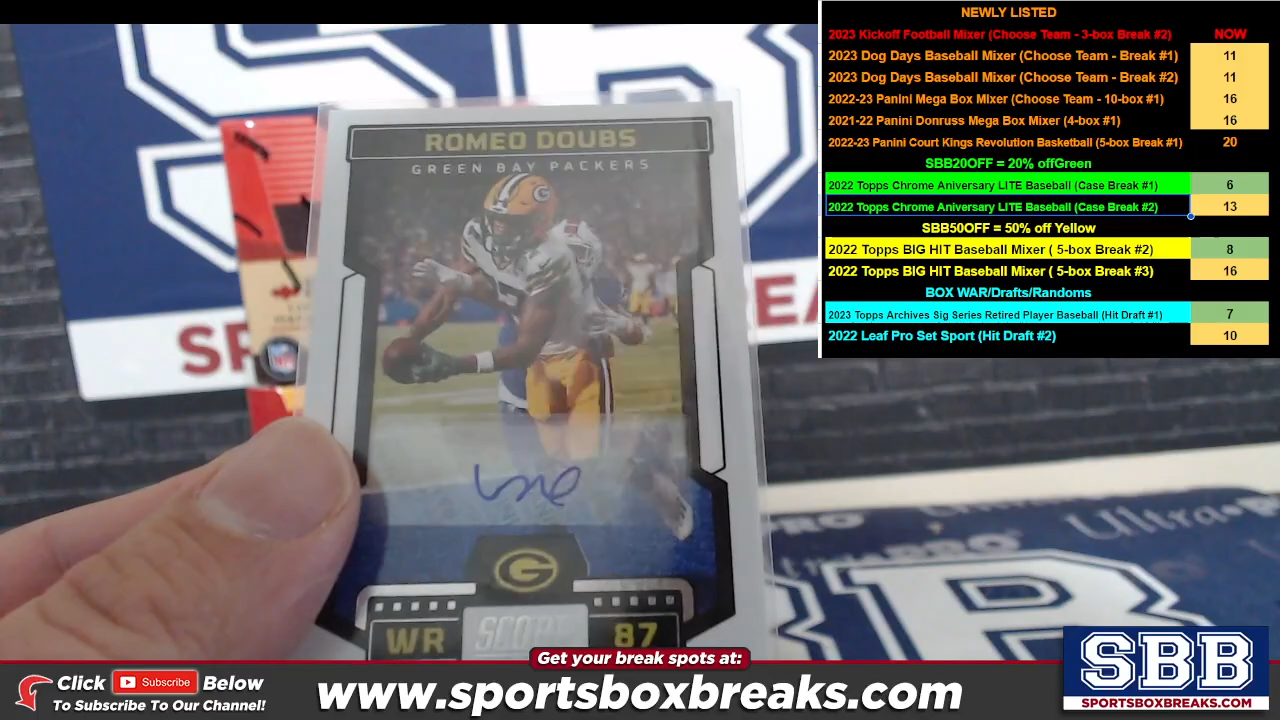 NEWLY LISTED
2023 Kickoff Football Mixer (Choose Team - 3-box Break #2) NOW
2023 Dog Days Baseball Mixer (Choose Team - Break #1) 11
2023 Dog Days Baseball Mixer (Choose Team - Break #2) 11
2022-23 Panini Mega Box Mixer (Choose Team - 10-box #1) 16
2021-22 Panini Donruss Mega Box Mixer (4-box #1) 16
2022-23 Panini Court Kings Revolution Basketball (5-box Break #1) 20
SBB20OFF = 20% offGreen
2022 Topps Chrome Aniversary LITE Baseball (Case Break #1) 6
2022 Topps Chrome Aniversary LITE Baseball (Case Break #2) 13
SBB50OFF = 50% off Yellow
2022 Topps BIG HIT Baseball Mixer ( 5-box Break #2) 8
2022 Topps BIG HIT Baseball Mixer ( 5-box Break #3) 16
BOX WAR/Drafts/Randoms
2023 Topps Archives Sig Series Retired Player Baseball (Hit Draft #1) 7
2022 Leaf Pro Set Sport (Hit Draft #2) 10
ROMEO DOUBS
GREEN BAY PACKERS
G
WR SCORE 87
SP
NFL
Ultra PRO
Get your break spots at:
Click Subscribe Below
To Subscribe To Our Channel!
www.sportsboxbreaks.com
SBB
SPORTSBOXBREAKS.COM